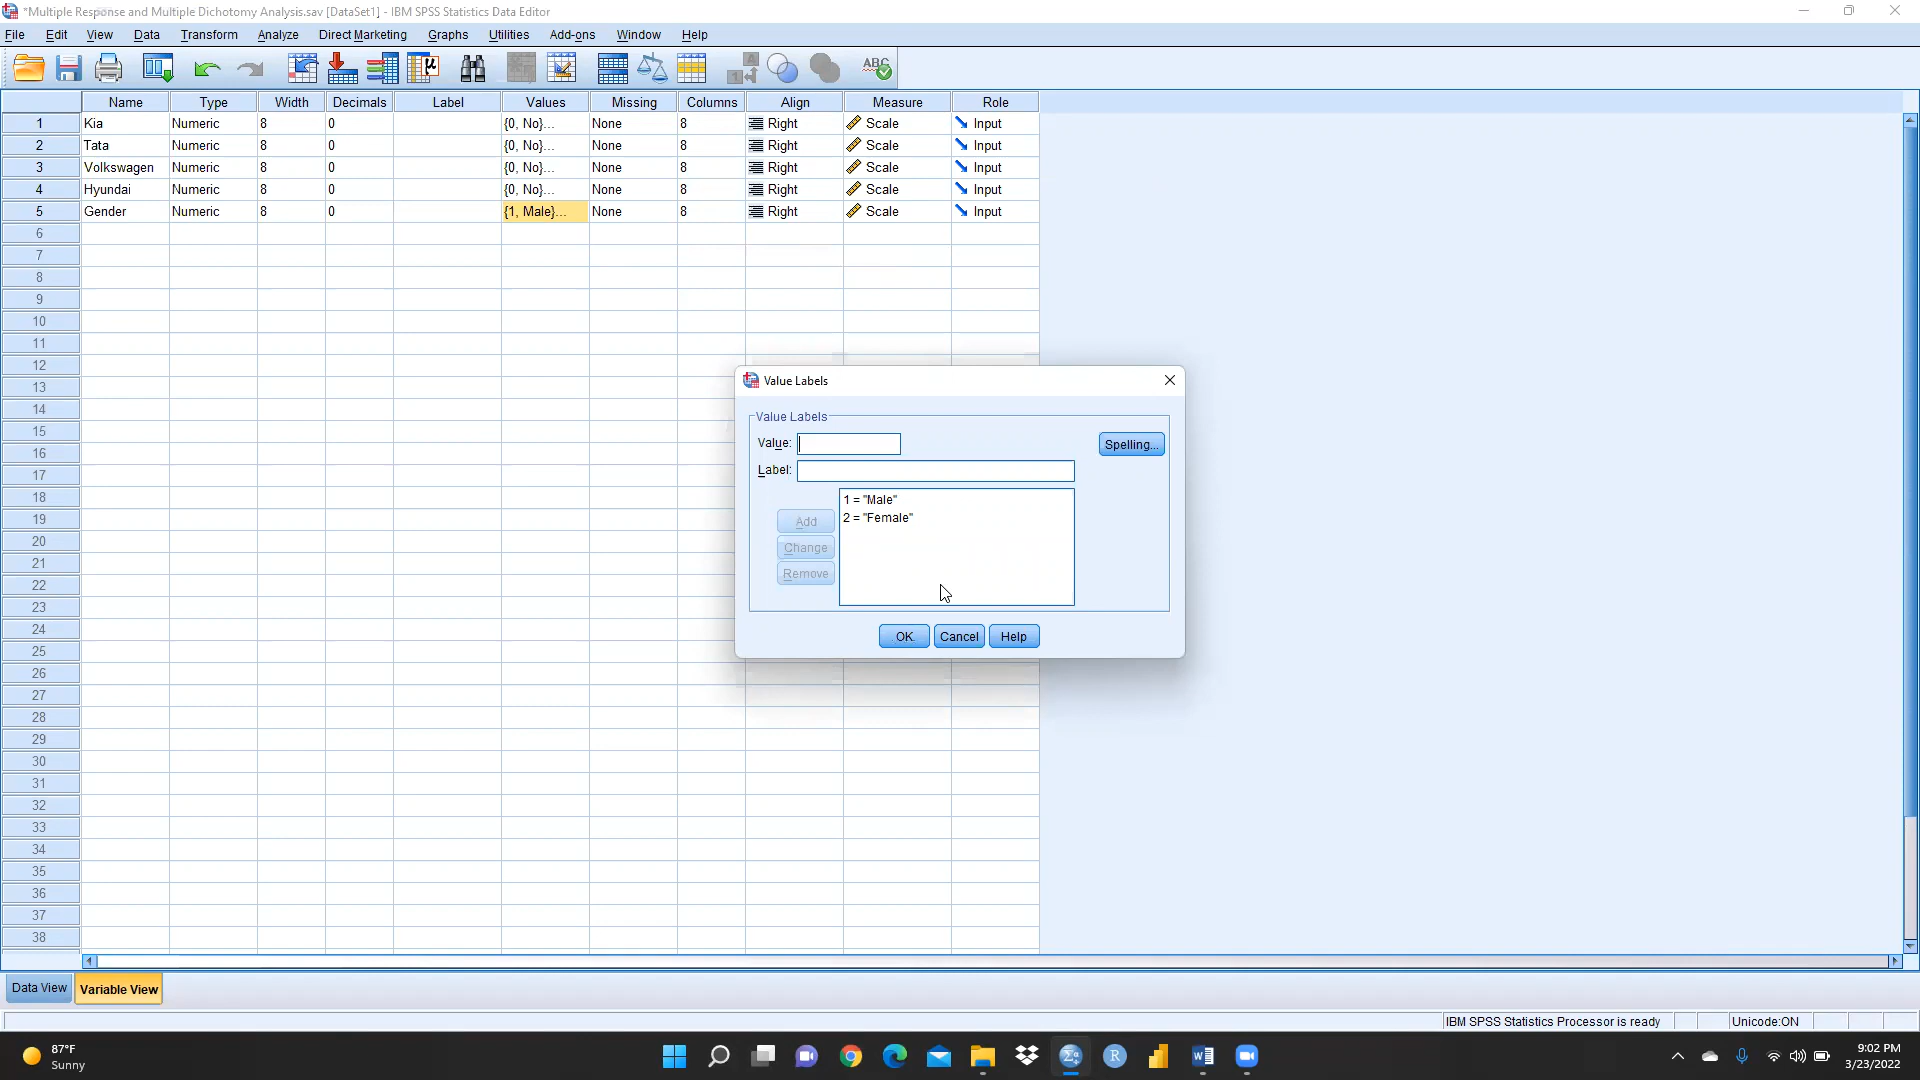 *Multiple Response and Multiple Dichotomy Analysis.sav [DataSet1] - IBM SPSS Statistics Data Editor
File Edit View Data Transform Analyze Direct Marketing Graphs Utilities Add-ons Window Help
Name Type Width Decimals Label Values Missing Columns Align Measure Role
1 Kia Numeric 8 0 {0, No}... None 8 Right Scale Input
2 Tata Numeric 8 0 {0, No}... None 8 Right Scale Input
3 Volkswagen Numeric 8 0 {0, No}... None 8 Right Scale Input
4 Hyundai Numeric 8 0 {0, No}... None 8 Right Scale Input
5 Gender Numeric 8 0 {1, Male}... None 8 Right Scale Input
6
7
8
9
10
11
12
13
14
15
16
17
18
19
20
21
22
23
24
25
26
27
28
29
30
31
32
33
34
35
36
37
38
Value Labels
Value Labels
Value: Spelling...
Label:
1 = "Male"
2 = "Female"
Add
Change
Remove
OK Cancel Help
Data View Variable View
IBM SPSS Statistics Processor is ready Unicode:ON
87°F
Sunny
9:02 PM
3/23/2022